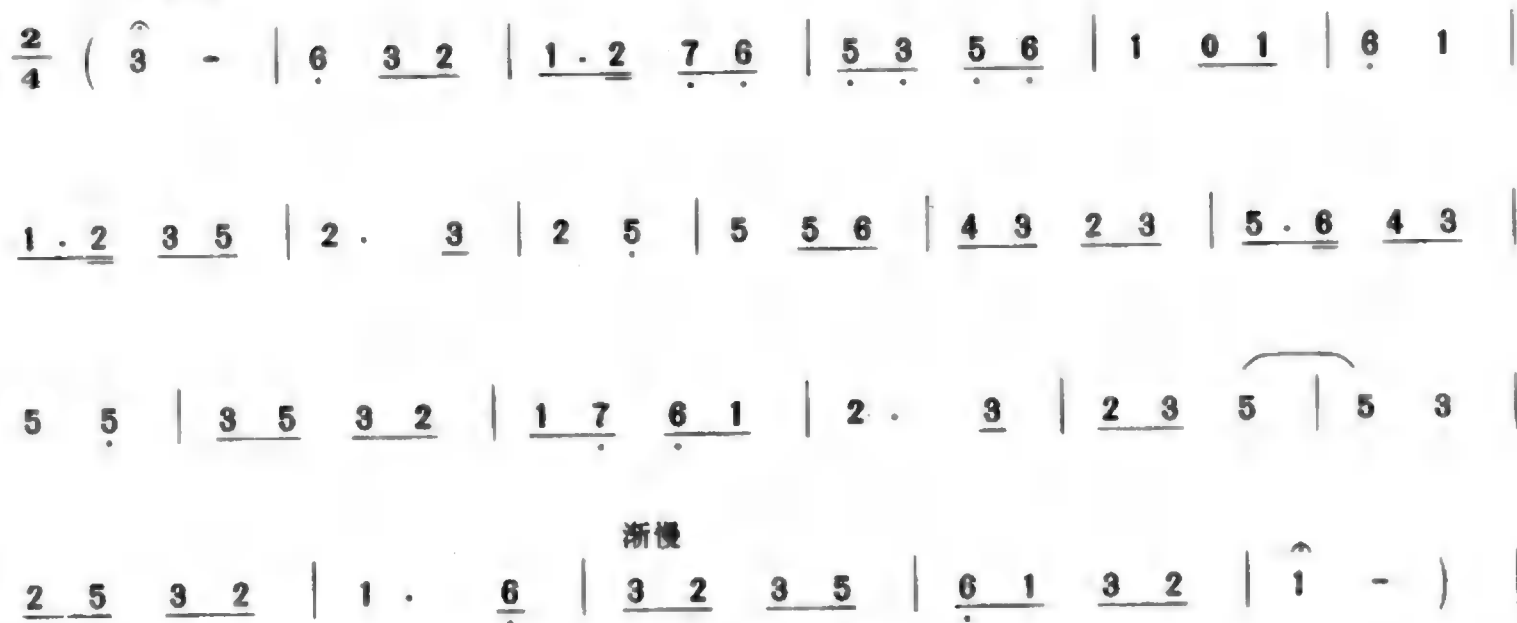 2/4 ( 3 - | 6̣ 3 2 | 1 · 2 7̣ 6̣ | 5̣ 3̣ 5̣ 6̣ | 1 0 1 | 6̣ 1 |
1 · 2 3 5 | 2 · 3 | 2 5̣ | 5 5 6 | 4 3 2 3 | 5 · 6 4 3 |
5 5̣ | 3 5 3 2 | 1 7̣ 6̣ 1 | 2 · 3 | 2 3 5 | 5 3 |
渐慢
2 5 3 2 | 1 · 6̣ | 3 2 3 5 | 6̣ 1 3 2 | 1 - ) |